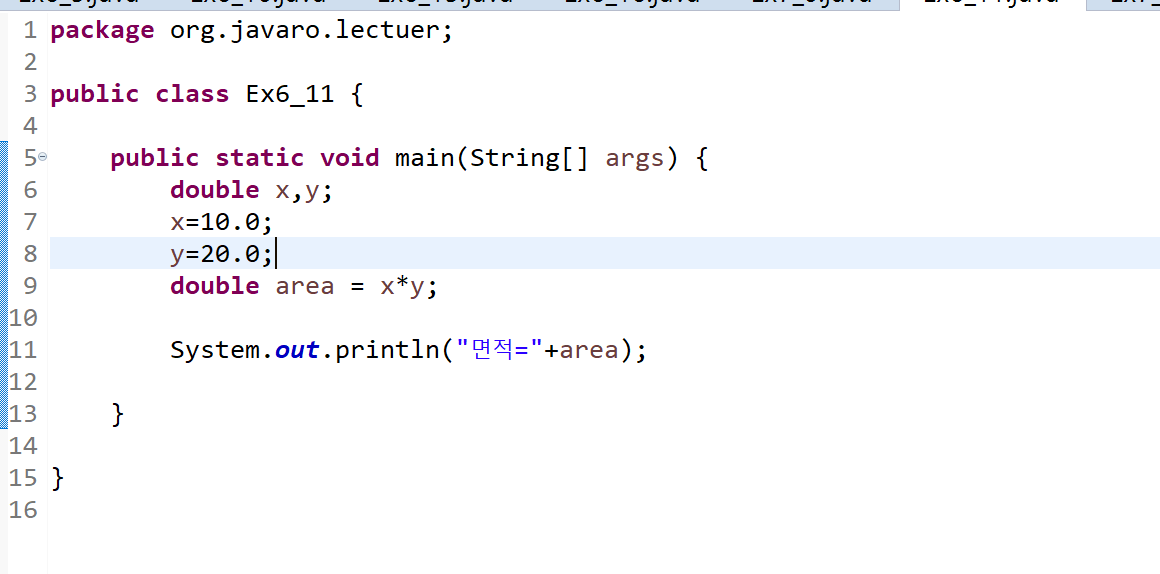 1 package org.javaro.lectuer;
2
3 public class Ex6_11 {
4
5 public static void main(String[] args) {
6 double x,y;
7 x=10.0;
8 y=20.0;
9 double area = x*y;
10
11 System.out.println("면적="+area);
12
13 }
14
15 }
16